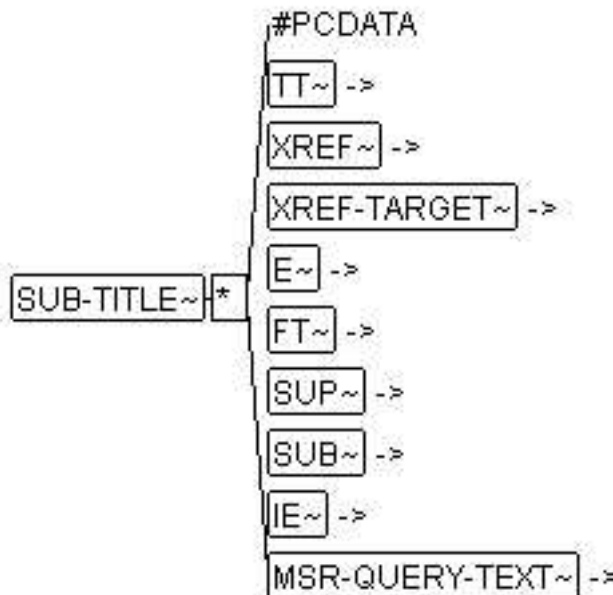 #PCDATA
TT~ ->
XREF~ ->
XREF-TARGET~ ->
E~ ->
SUB-TITLE~ *
FT~ ->
SUP~ ->
SUB~ ->
IE~ ->
MSR-QUERY-TEXT~ ->